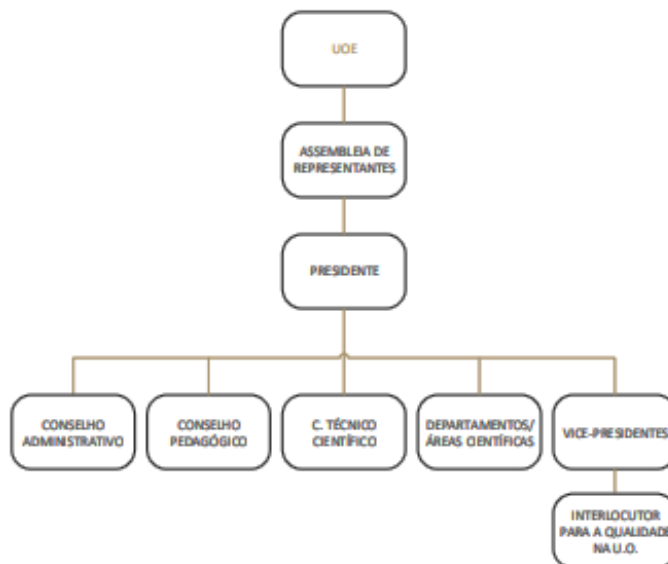 UOE
ASSEMBLEIA DE
REPRESENTANTES
PRESIDENTE
CONSELHO
ADMINISTRATIVO
CONSELHO
PEDAGÓGICO
C. TÉCNICO
CIENTÍFICO
DEPARTAMENTOS/
ÁREAS CIENTÍFICAS
VICE-PRESIDENTES
INTERLOCUTOR
PARA A QUALIDADE
NA U.O.